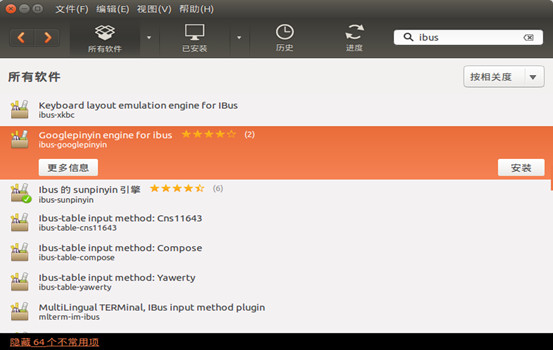 文件(F) 编辑(E) 视图(V) 帮助(H)
所有软件 已安装 历史 进度 ibus
所有软件 按相关度
Keyboard layout emulation engine for IBus
ibus-xkbc
Googlepinyin engine for ibus (2)
ibus-googlepinyin
更多信息 安装
Ibus 的 sunpinyin 引擎 (6)
ibus-sunpinyin
Ibus-table input method: Cns11643
ibus-table-cns11643
Ibus-table input method: Compose
ibus-table-compose
Ibus-table input method: Yawerty
ibus-table-yawerty
MultiLingual TERMinal, IBus input method plugin
mlterm-im-ibus
隐藏 64 个不常用项